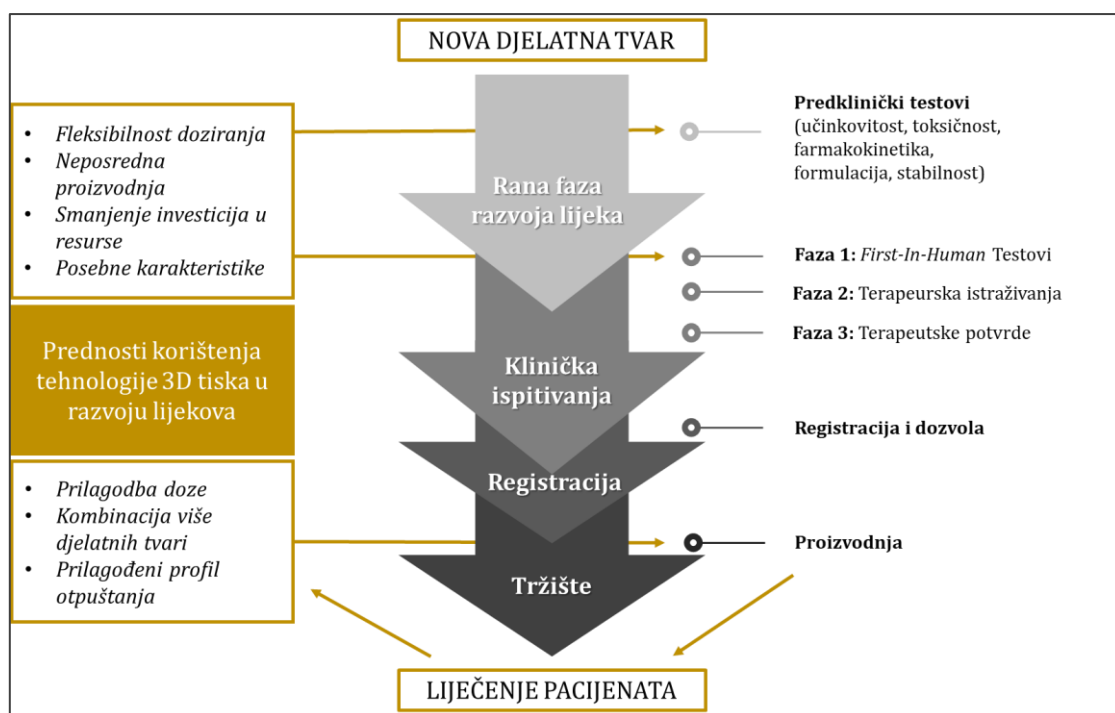 NOVA DJELATNA TVAR
• Fleksibilnost doziranja
• Neposredna
proizvodnja
• Smanjenje investicija u
resurse
• Posebne karakteristike
Prednosti korištenja
tehnologije 3D tiska u
razvoju lijekova
• Prilagodba doze
• Kombinacija više
djelatnih tvari
• Prilagođeni profil
otpuštanja
Rana faza
razvoja lijeka
Klinička
ispitivanja
Registracija
Tržište
Predklinički testovi
(učinkovitost, toksičnost,
farmakokinetika,
formulacija, stabilnost)
Faza 1: First-In-Human Testovi
Faza 2: Terapeurska istraživanja
Faza 3: Terapeutske potvrde
Registracija i dozvola
Proizvodnja
LIJEČENJE PACIJENATA